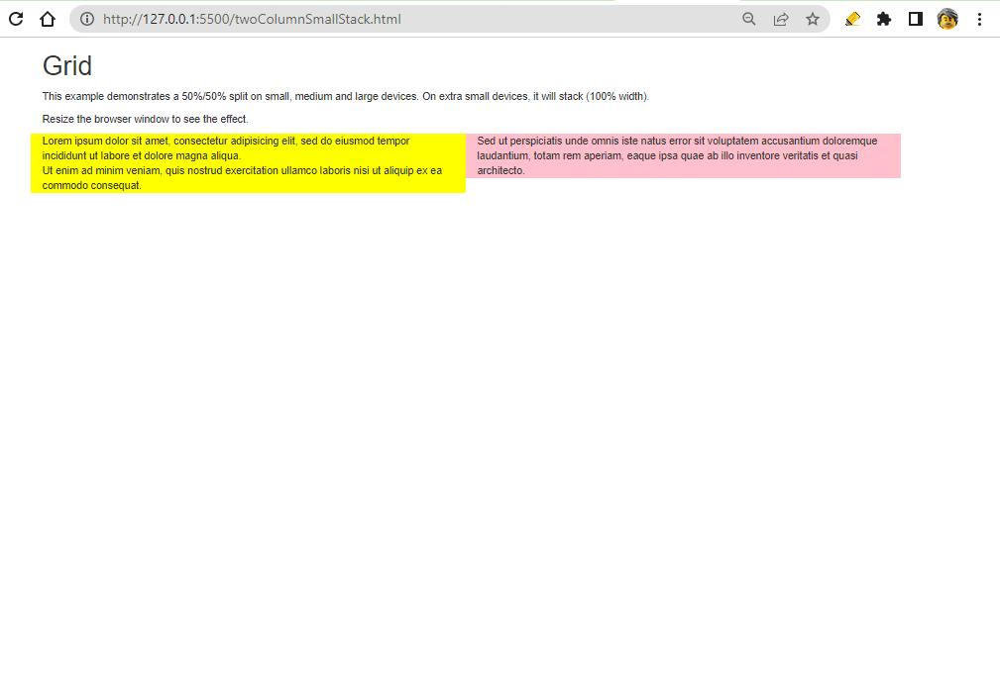 http://127.0.0.1:5500/twoColumnSmallStack.html
Grid
This example demonstrates a 50%/50% split on small, medium and large devices. On extra small devices, it will stack (100% width).
Resize the browser window to see the effect.
Lorem ipsum dolor sit amet, consectetur adipisicing elit, sed do eiusmod tempor
incididunt ut labore et dolore magna aliqua.
Ut enim ad minim veniam, quis nostrud exercitation ullamco laboris nisi ut aliquip ex ea
commodo consequat.
Sed ut perspiciatis unde omnis iste natus error sit voluptatem accusantium doloremque
laudantium, totam rem aperiam, eaque ipsa quae ab illo inventore veritatis et quasi
architecto.